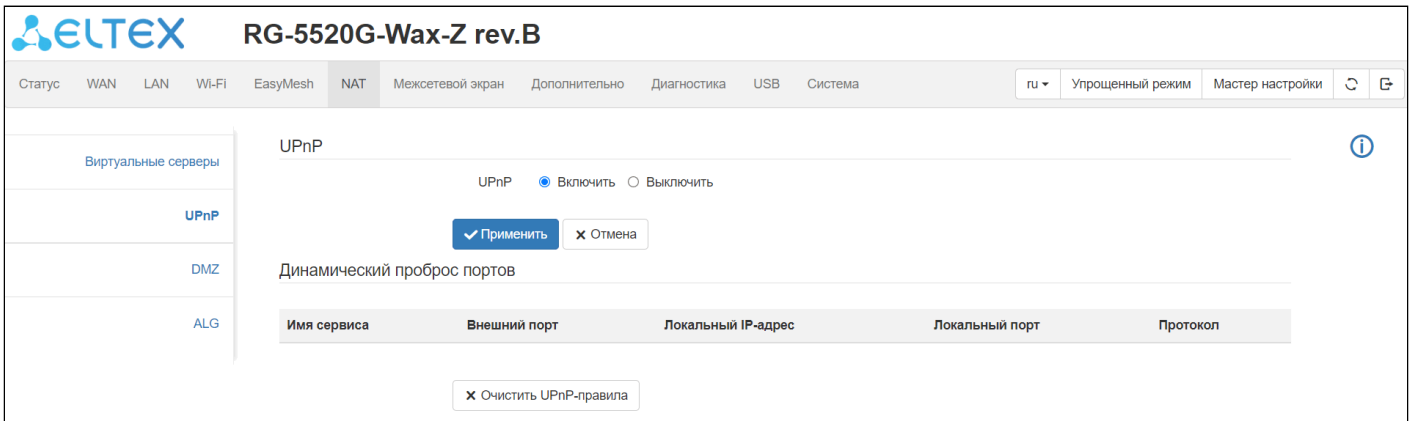 ELTEX RG-5520G-Wax-Z rev.B
Статус WAN LAN Wi-Fi EasyMesh NAT Межсетевой экран Дополнительно Диагностика USB Система ru Упрощенный режим Мастер настройки
UPnP
Виртуальные серверы
UPnP Включить Выключить
UPnP
Применить Отмена
DMZ
Динамический проброс портов
ALG
Имя сервиса Внешний порт Локальный IP-адрес Локальный порт Протокол
Очистить UPnP-правила